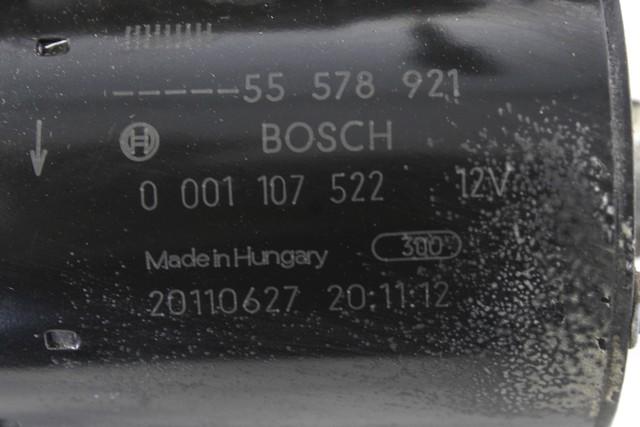 ------55 578 921
BOSCH
0 001 107 522 12V
Made in Hungary 300
20110627 20:11:12